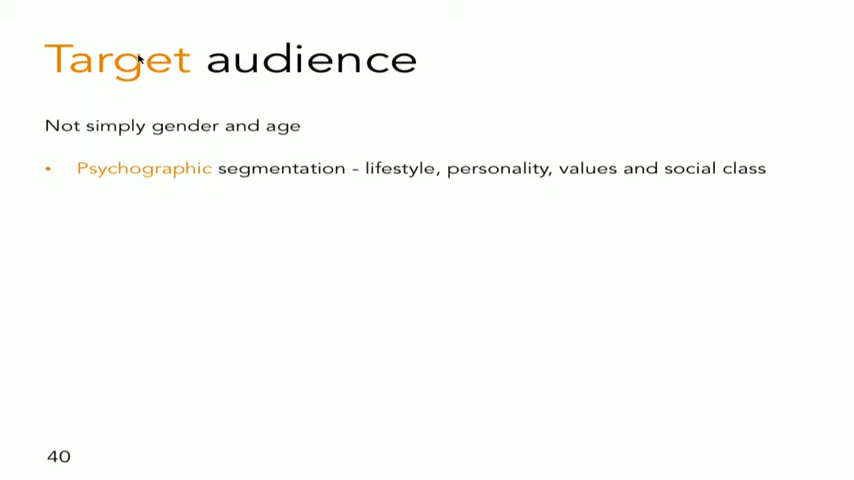 Target audience
Not simply gender and age
• Psychographic segmentation - lifestyle, personality, values and social class
40